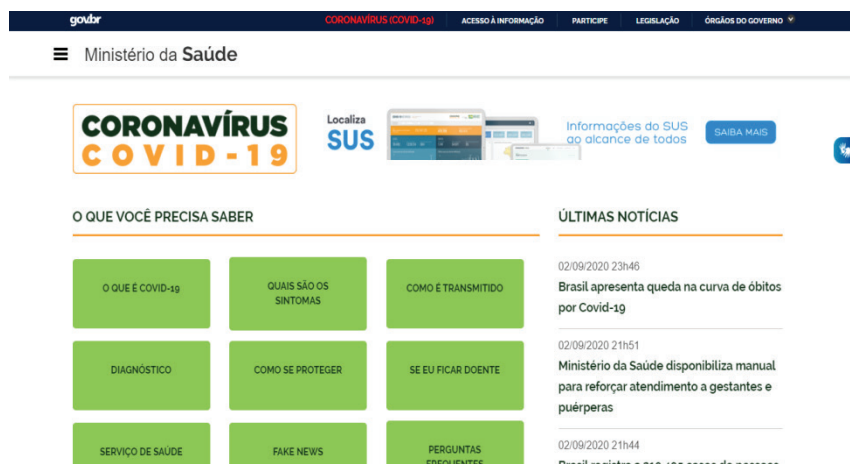 govbr
CORONAVÍRUS (COVID-19) ACESSO À INFORMAÇÃO PARTICIPE LEGISLAÇÃO ÓRGÃOS DO GOVERNO
Ministério da Saúde
CORONAVÍRUS
COVID-19
Localiza
SUS
Informações do SUS
ao alcance de todos
SAIBA MAIS
O QUE VOCÊ PRECISA SABER
O QUE É COVID-19
QUAIS SÃO OS
SINTOMAS
COMO É TRANSMITIDO
DIAGNÓSTICO
COMO SE PROTEGER
SE EU FICAR DOENTE
SERVIÇO DE SAÚDE
FAKE NEWS
PERGUNTAS
FREQUENTES
ÚLTIMAS NOTÍCIAS
02/09/2020 23h46
Brasil apresenta queda na curva de óbitos
por Covid-19
02/09/2020 21h51
Ministério da Saúde disponibiliza manual
para reforçar atendimento a gestantes e
puérperas
02/09/2020 21h44
Brasil registra